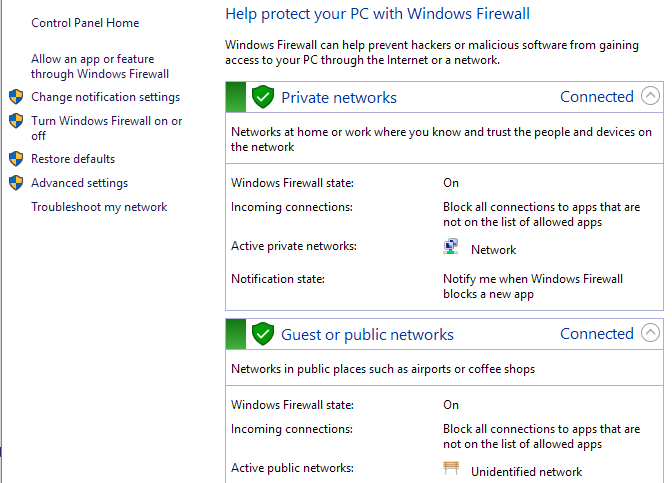 Control Panel Home
Allow an app or feature
through Windows Firewall
Change notification settings
Turn Windows Firewall on or
off
Restore defaults
Advanced settings
Troubleshoot my network
Help protect your PC with Windows Firewall
Windows Firewall can help prevent hackers or malicious software from gaining
access to your PC through the Internet or a network.
Private networks Connected
Networks at home or work where you know and trust the people and devices on
the network
Windows Firewall state: On
Incoming connections: Block all connections to apps that are
not on the list of allowed apps
Active private networks: Network
Notification state: Notify me when Windows Firewall
blocks a new app
Guest or public networks Connected
Networks in public places such as airports or coffee shops
Windows Firewall state: On
Incoming connections: Block all connections to apps that are
not on the list of allowed apps
Active public networks: Unidentified network